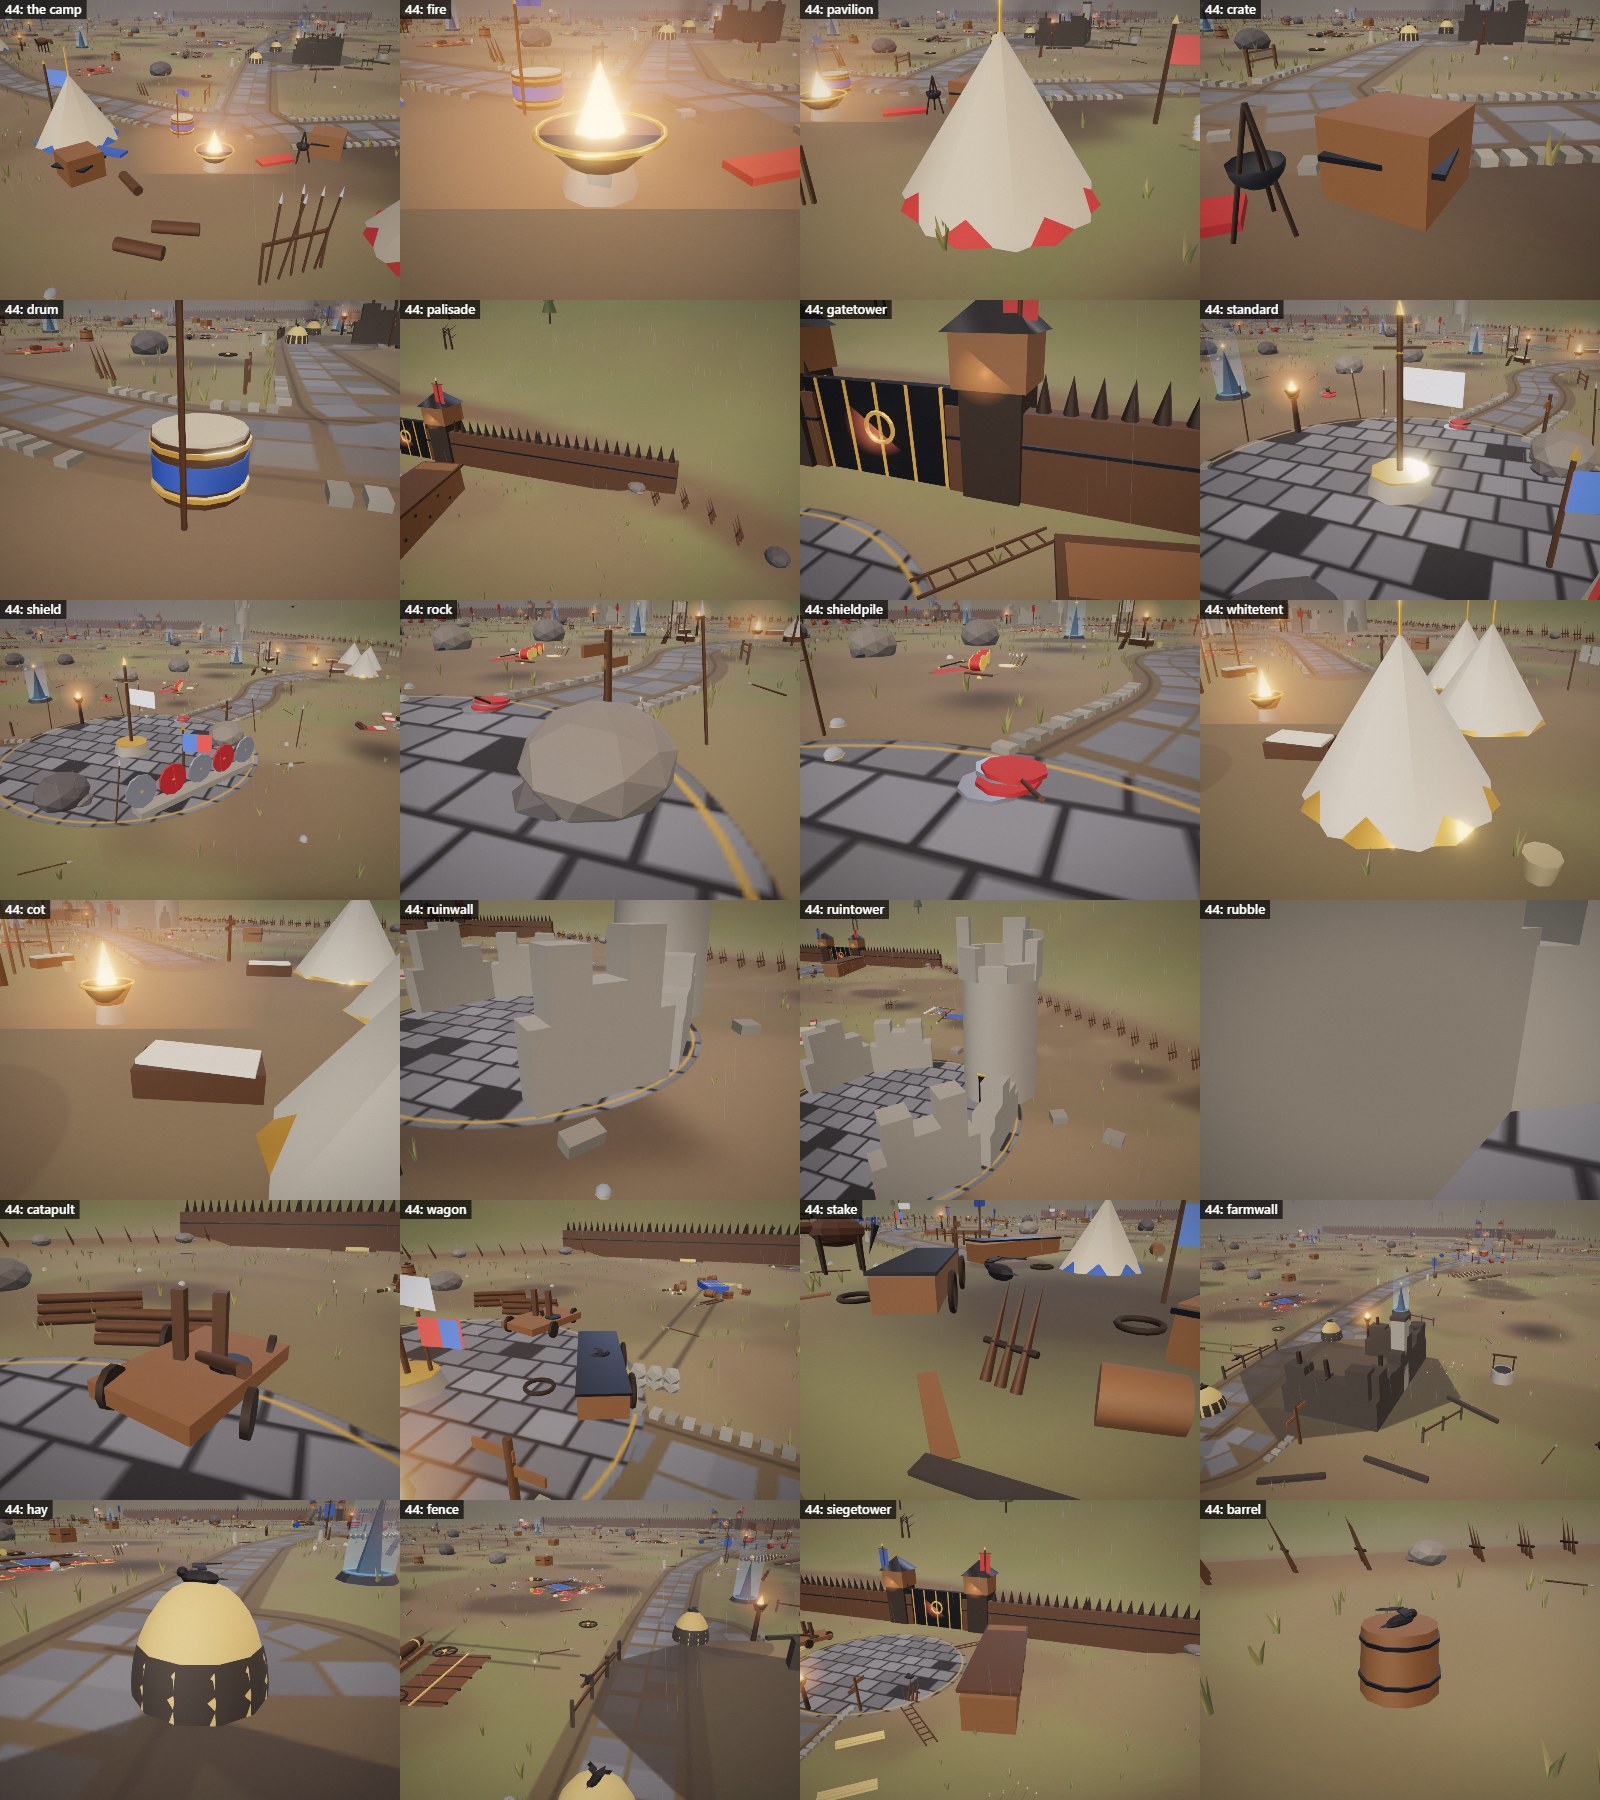 44: the camp
44: fire
44: pavilion
44: crate
44: drum
44: palisade
44: gatetower
44: standard
44: shield
44: rock
44: shieldpile
44: whitetent
44: cot
44: ruinwall
44: ruintower
44: rubble
44: catapult
44: wagon
44: stake
44: farmwall
44: hay
44: fence
44: siegetower
44: barrel